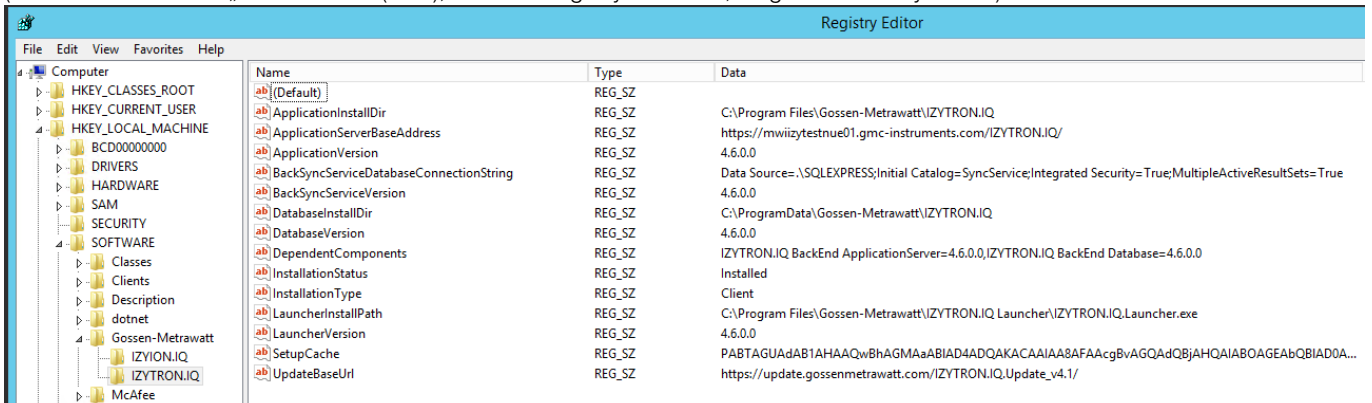 Registry Editor
File Edit View Favorites Help
Computer
HKEY_CLASSES_ROOT
HKEY_CURRENT_USER
HKEY_LOCAL_MACHINE
BCD00000000
DRIVERS
HARDWARE
SAM
SECURITY
SOFTWARE
Classes
Clients
Description
dotnet
Gossen-Metrawatt
IZYION.IQ
IZYTRON.IQ
McAfee
Name Type Data
(Default) REG_SZ
ApplicationInstallDir REG_SZ C:\Program Files\Gossen-Metrawatt\IZYTRON.IQ
ApplicationServerBaseAddress REG_SZ https://mwiizytestnue01.gmc-instruments.com/IZYTRON.IQ/
ApplicationVersion REG_SZ 4.6.0.0
BackSyncServiceDatabaseConnectionString REG_SZ Data Source=.\SQLEXPRESS;Initial Catalog=SyncService;Integrated Security=True;MultipleActiveResultSets=True
BackSyncServiceVersion REG_SZ 4.6.0.0
DatabaseInstallDir REG_SZ C:\ProgramData\Gossen-Metrawatt\IZYTRON.IQ
DatabaseVersion REG_SZ 4.6.0.0
DependentComponents REG_SZ IZYTRON.IQ BackEnd ApplicationServer=4.6.0.0,IZYTRON.IQ BackEnd Database=4.6.0.0
InstallationStatus REG_SZ Installed
InstallationType REG_SZ Client
LauncherInstallPath REG_SZ C:\Program Files\Gossen-Metrawatt\IZYTRON.IQ Launcher\IZYTRON.IQ.Launcher.exe
LauncherVersion REG_SZ 4.6.0.0
SetupCache REG_SZ PABTAGUAdAB1AHAAQwBhAGMAaABlAD4ADQAKACAAIAA8AFAAcgBvAGQAdQBjAHQAIABOAGEAbQBlAD0A...
UpdateBaseUrl REG_SZ https://update.gossenmetrawatt.com/IZYTRON.IQ.Update_v4.1/